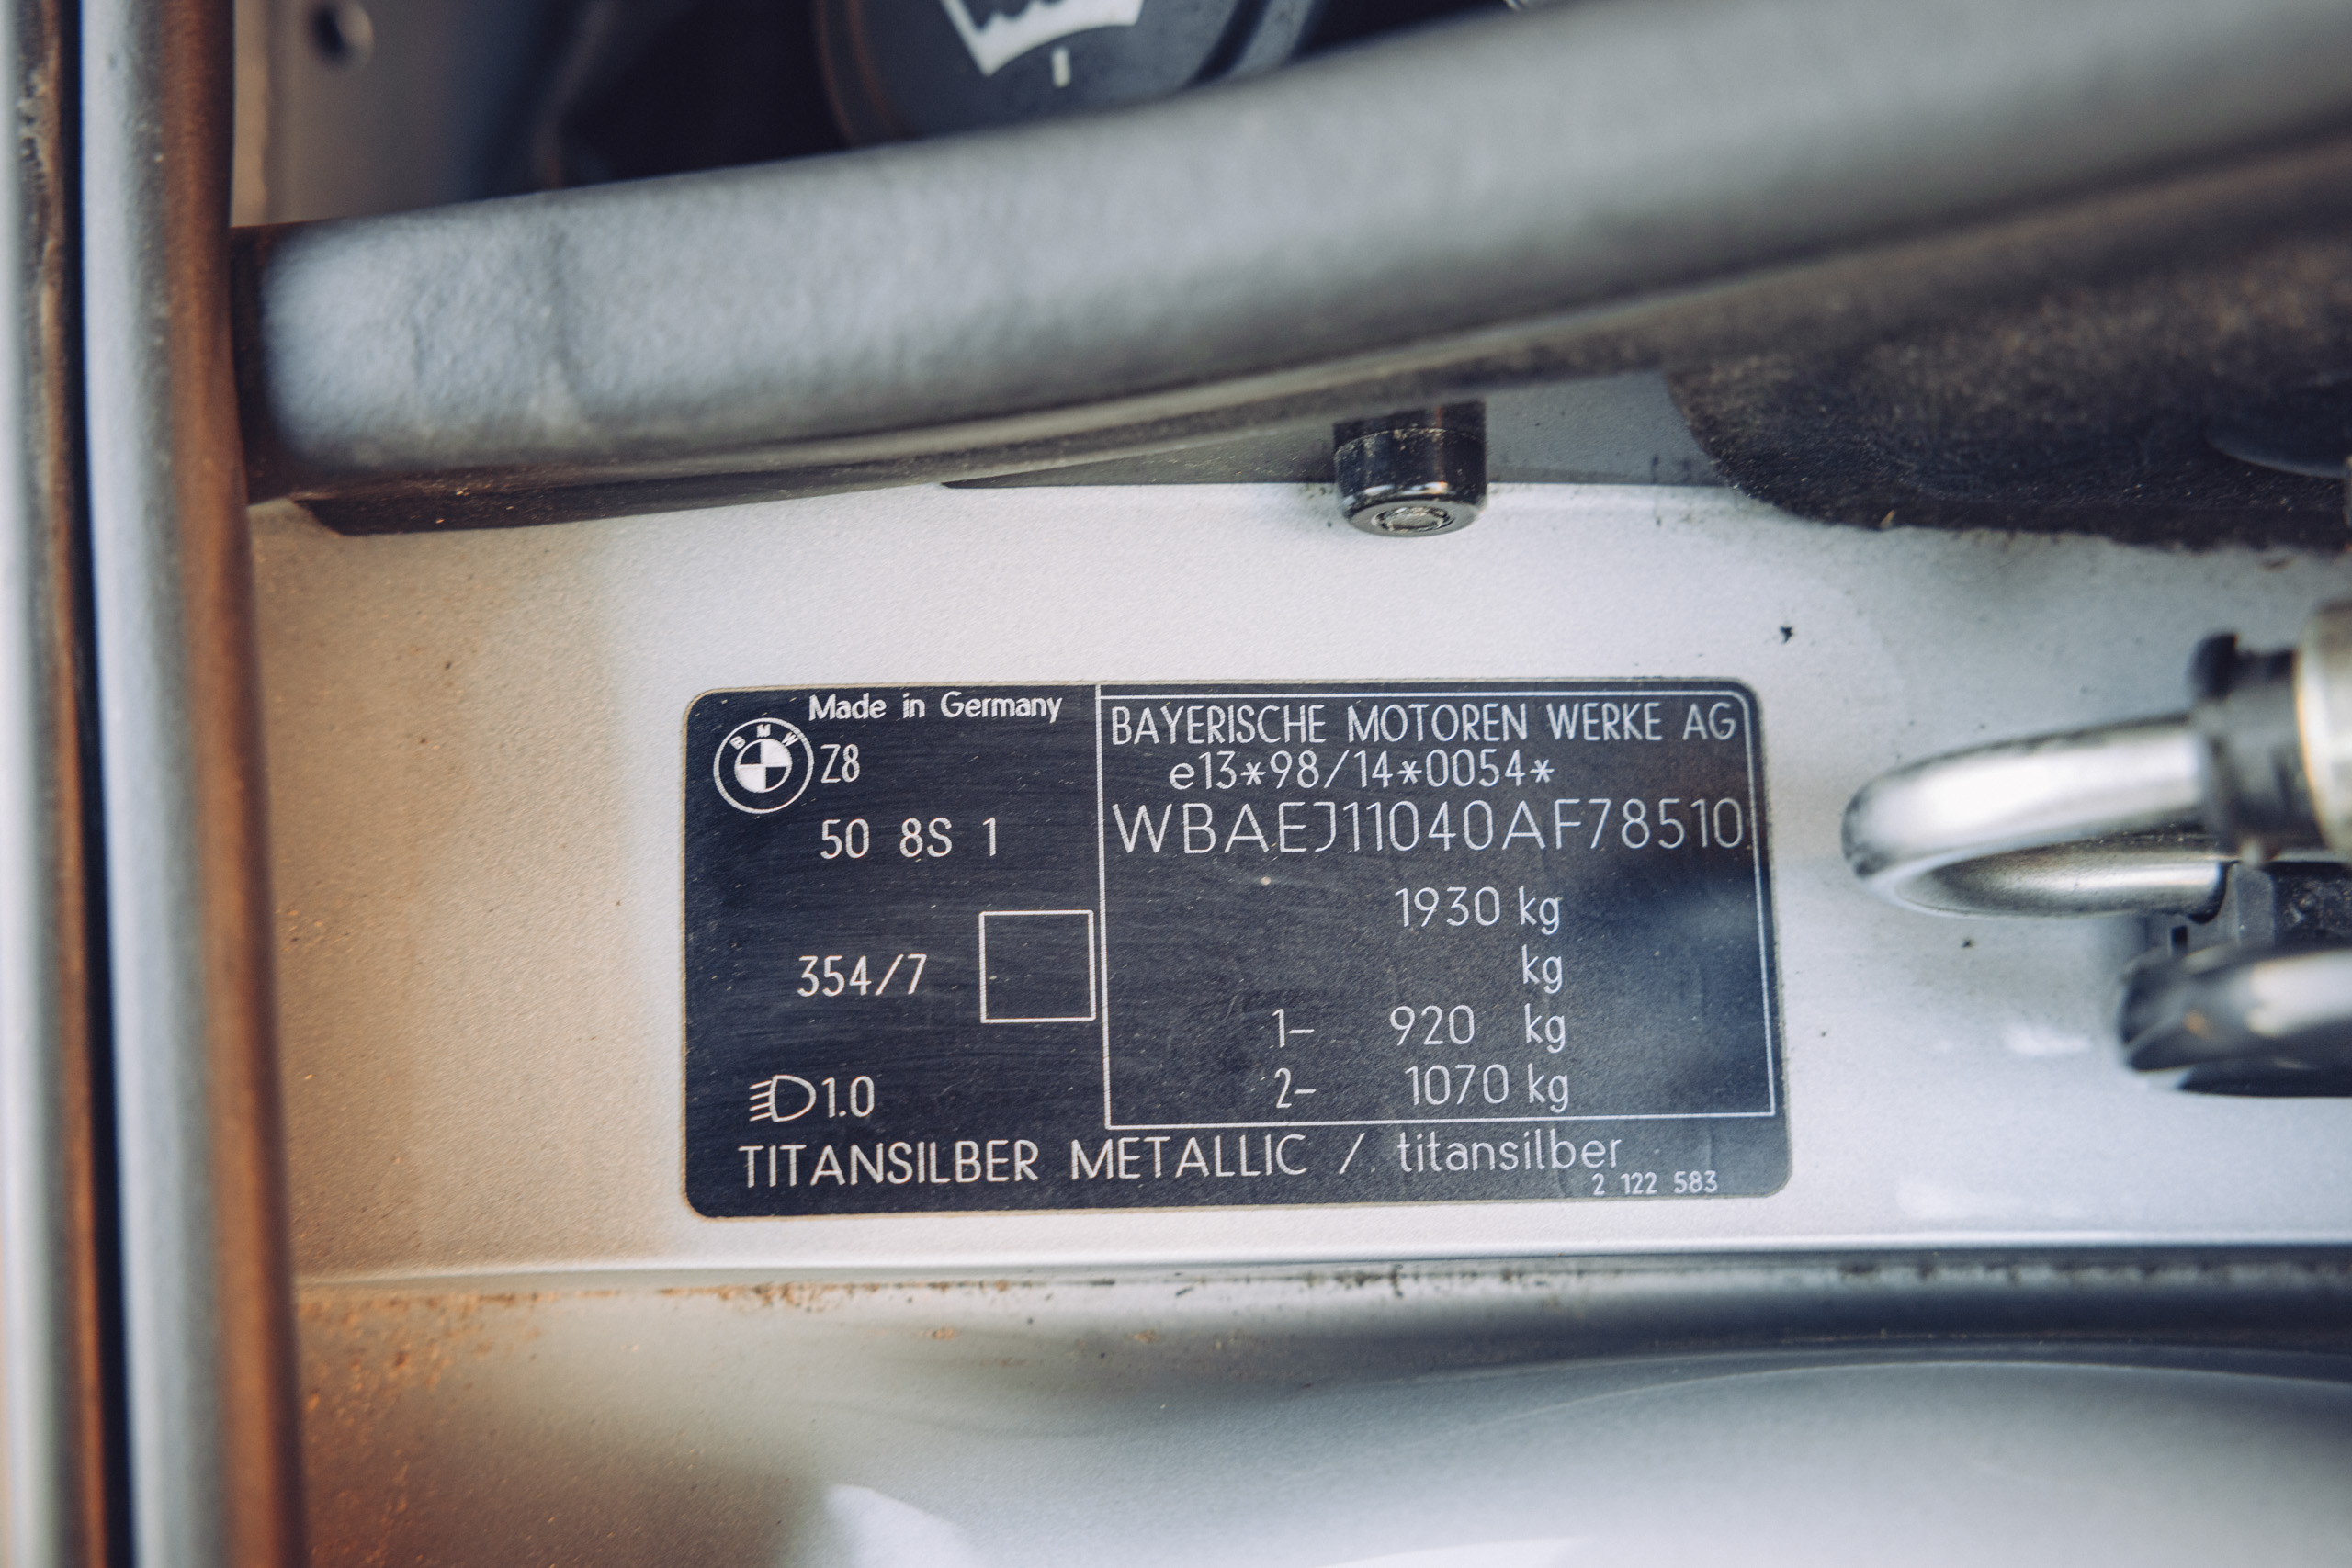 Made in Germany
BMW
Z8
50 8S 1
354/7
1.0
BAYERISCHE MOTOREN WERKE AG
e13*98/14*0054*
WBAEJ11040AF78510
1930 kg
kg
1- 920 kg
2- 1070 kg
TITANSILBER METALLIC / titansilber
2 122 583